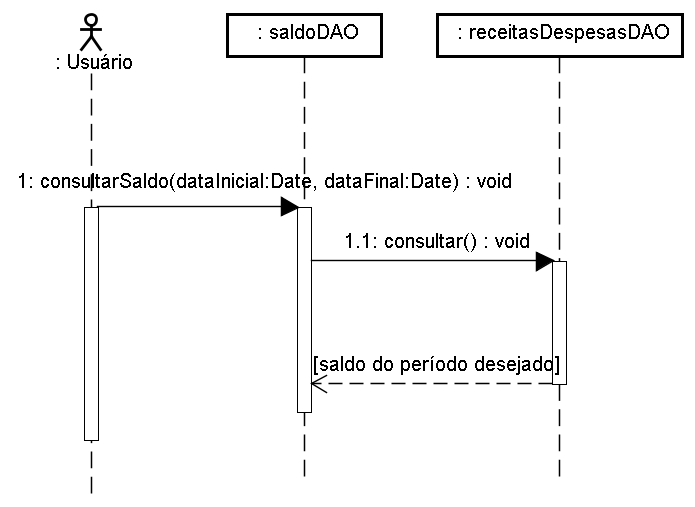 : Usuário
: saldoDAO
: receitasDespesasDAO
1: consultarSaldo(dataInicial:Date, dataFinal:Date) : void
1.1: consultar() : void
[saldo do período desejado]